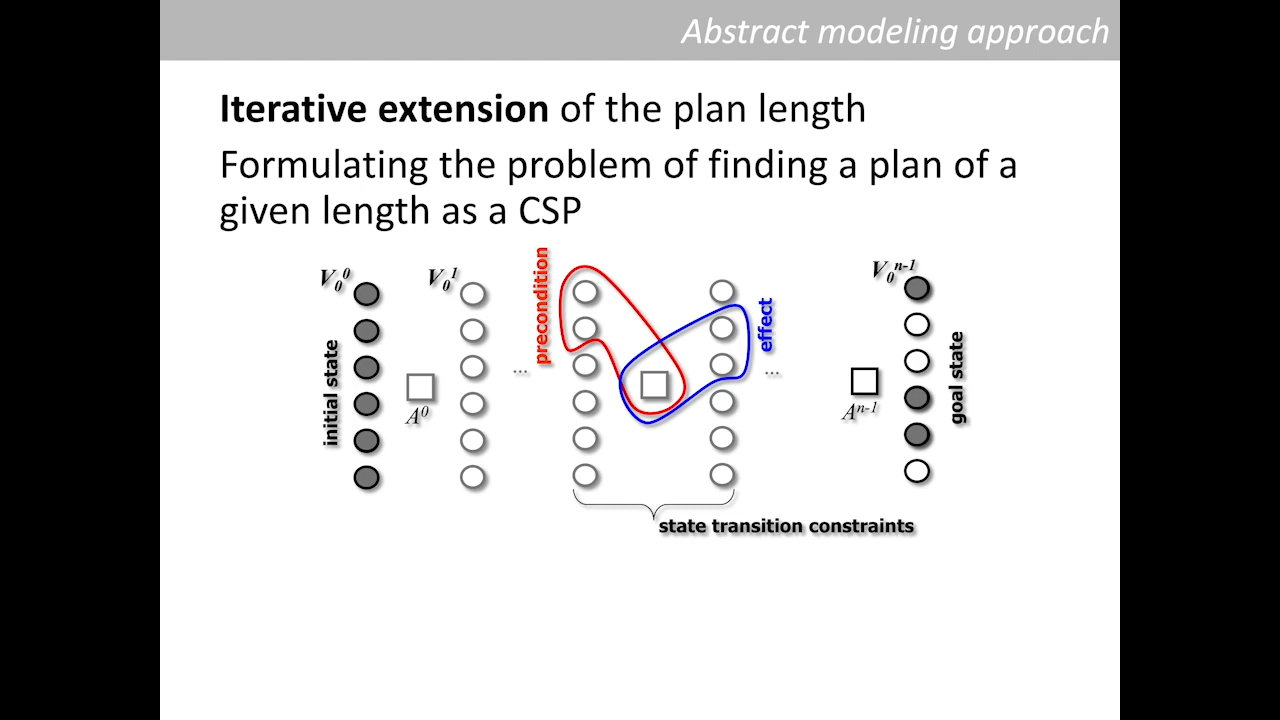 Abstract modeling approach
Iterative extension of the plan length
Formulating the problem of finding a plan of a
given length as a CSP
V₀⁰
V₀¹
V₀ⁿ⁻¹
precondition
effect
initial state
goal state
...
...
A⁰
Aⁿ⁻¹
state transition constraints